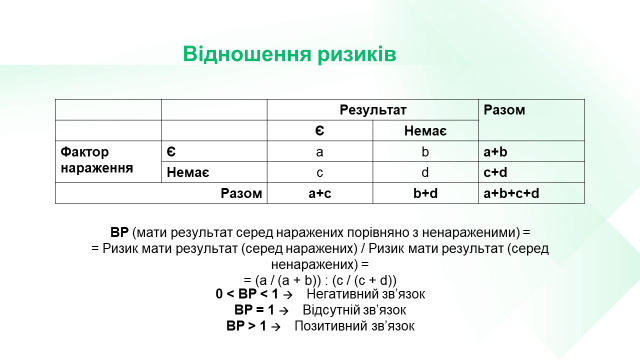 Відношення ризиків
Результат Разом
Є Немає
Фактор нараження Є a b a+b
Немає c d c+d
Разом a+c b+d a+b+c+d
ВР (мати результат серед наражених порівняно з ненараженими) =
= Ризик мати результат (серед наражених) / Ризик мати результат (серед
ненаражених) =
= (a / (a + b)) : (c / (c + d))
0 < ВР < 1 → Негативний зв’язок
ВР = 1 → Відсутній зв’язок
ВР > 1 → Позитивний зв’язок